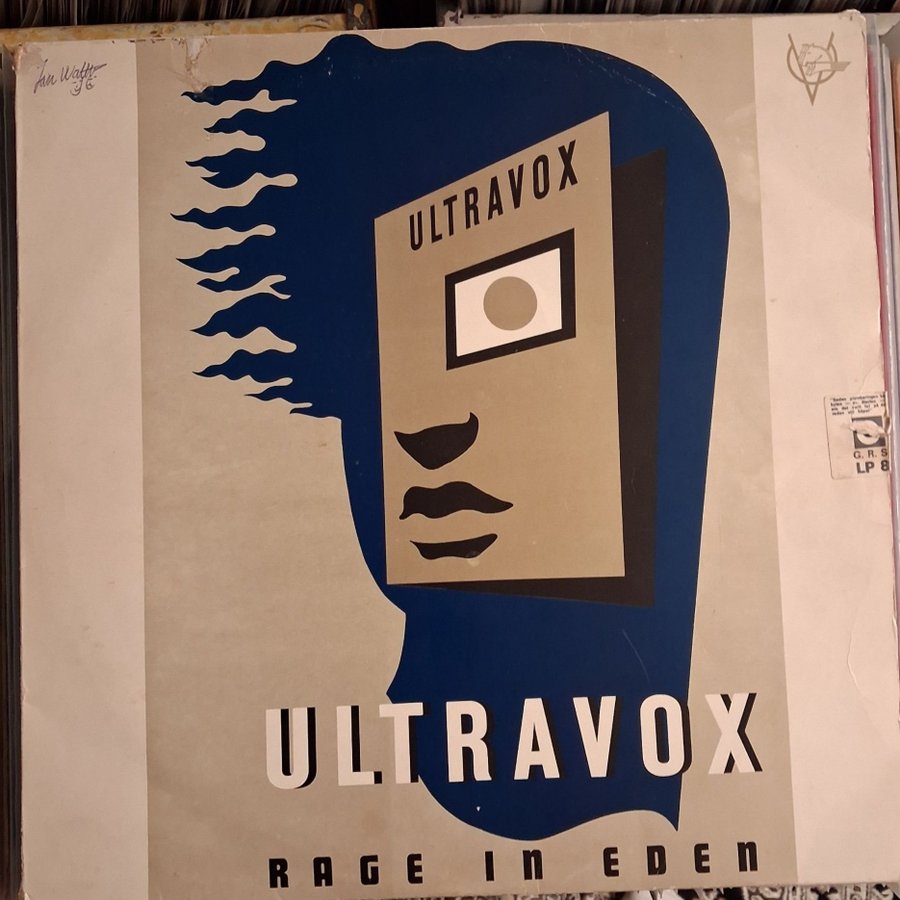 ULTRAVOX
G. R. S
LP 8
ULTRAVOX
RAGE IN EDEN